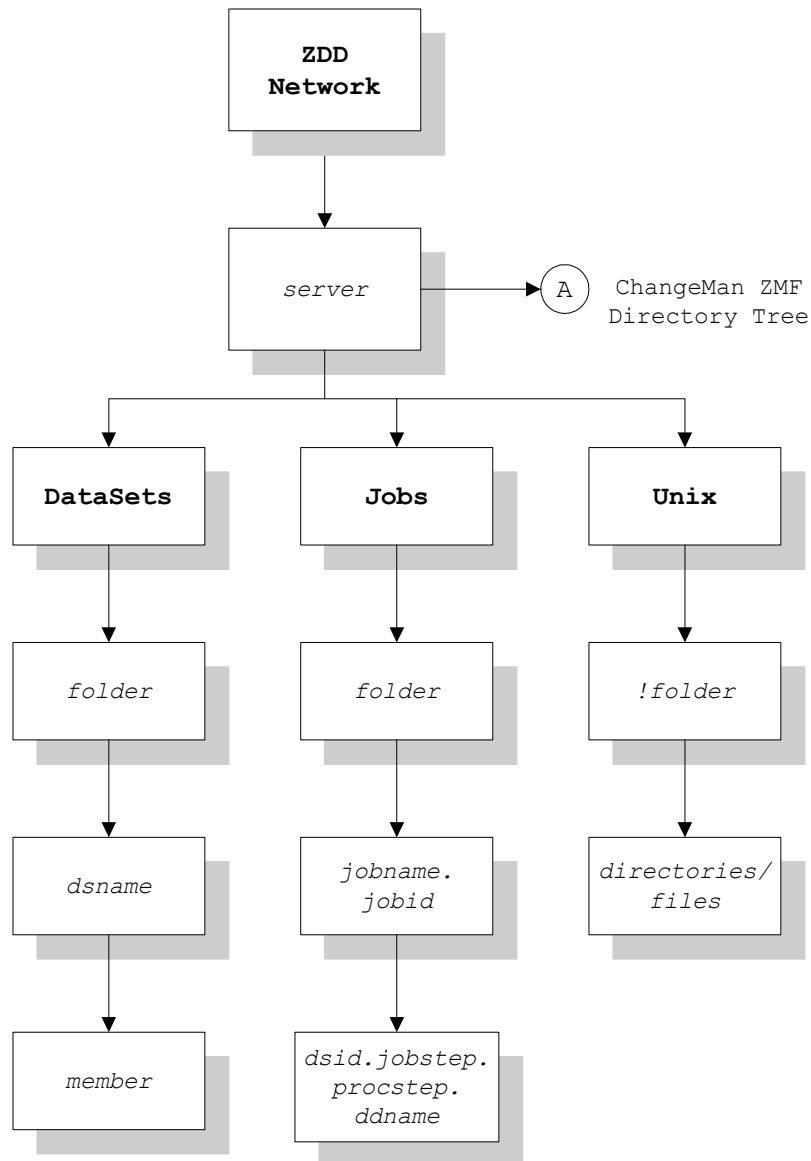 ZDD
Network
server
A
ChangeMan ZMF
Directory Tree
DataSets
Jobs
Unix
folder
folder
!folder
dsname
jobname.
jobid
directories/
files
member
dsid.jobstep.
procstep.
ddname